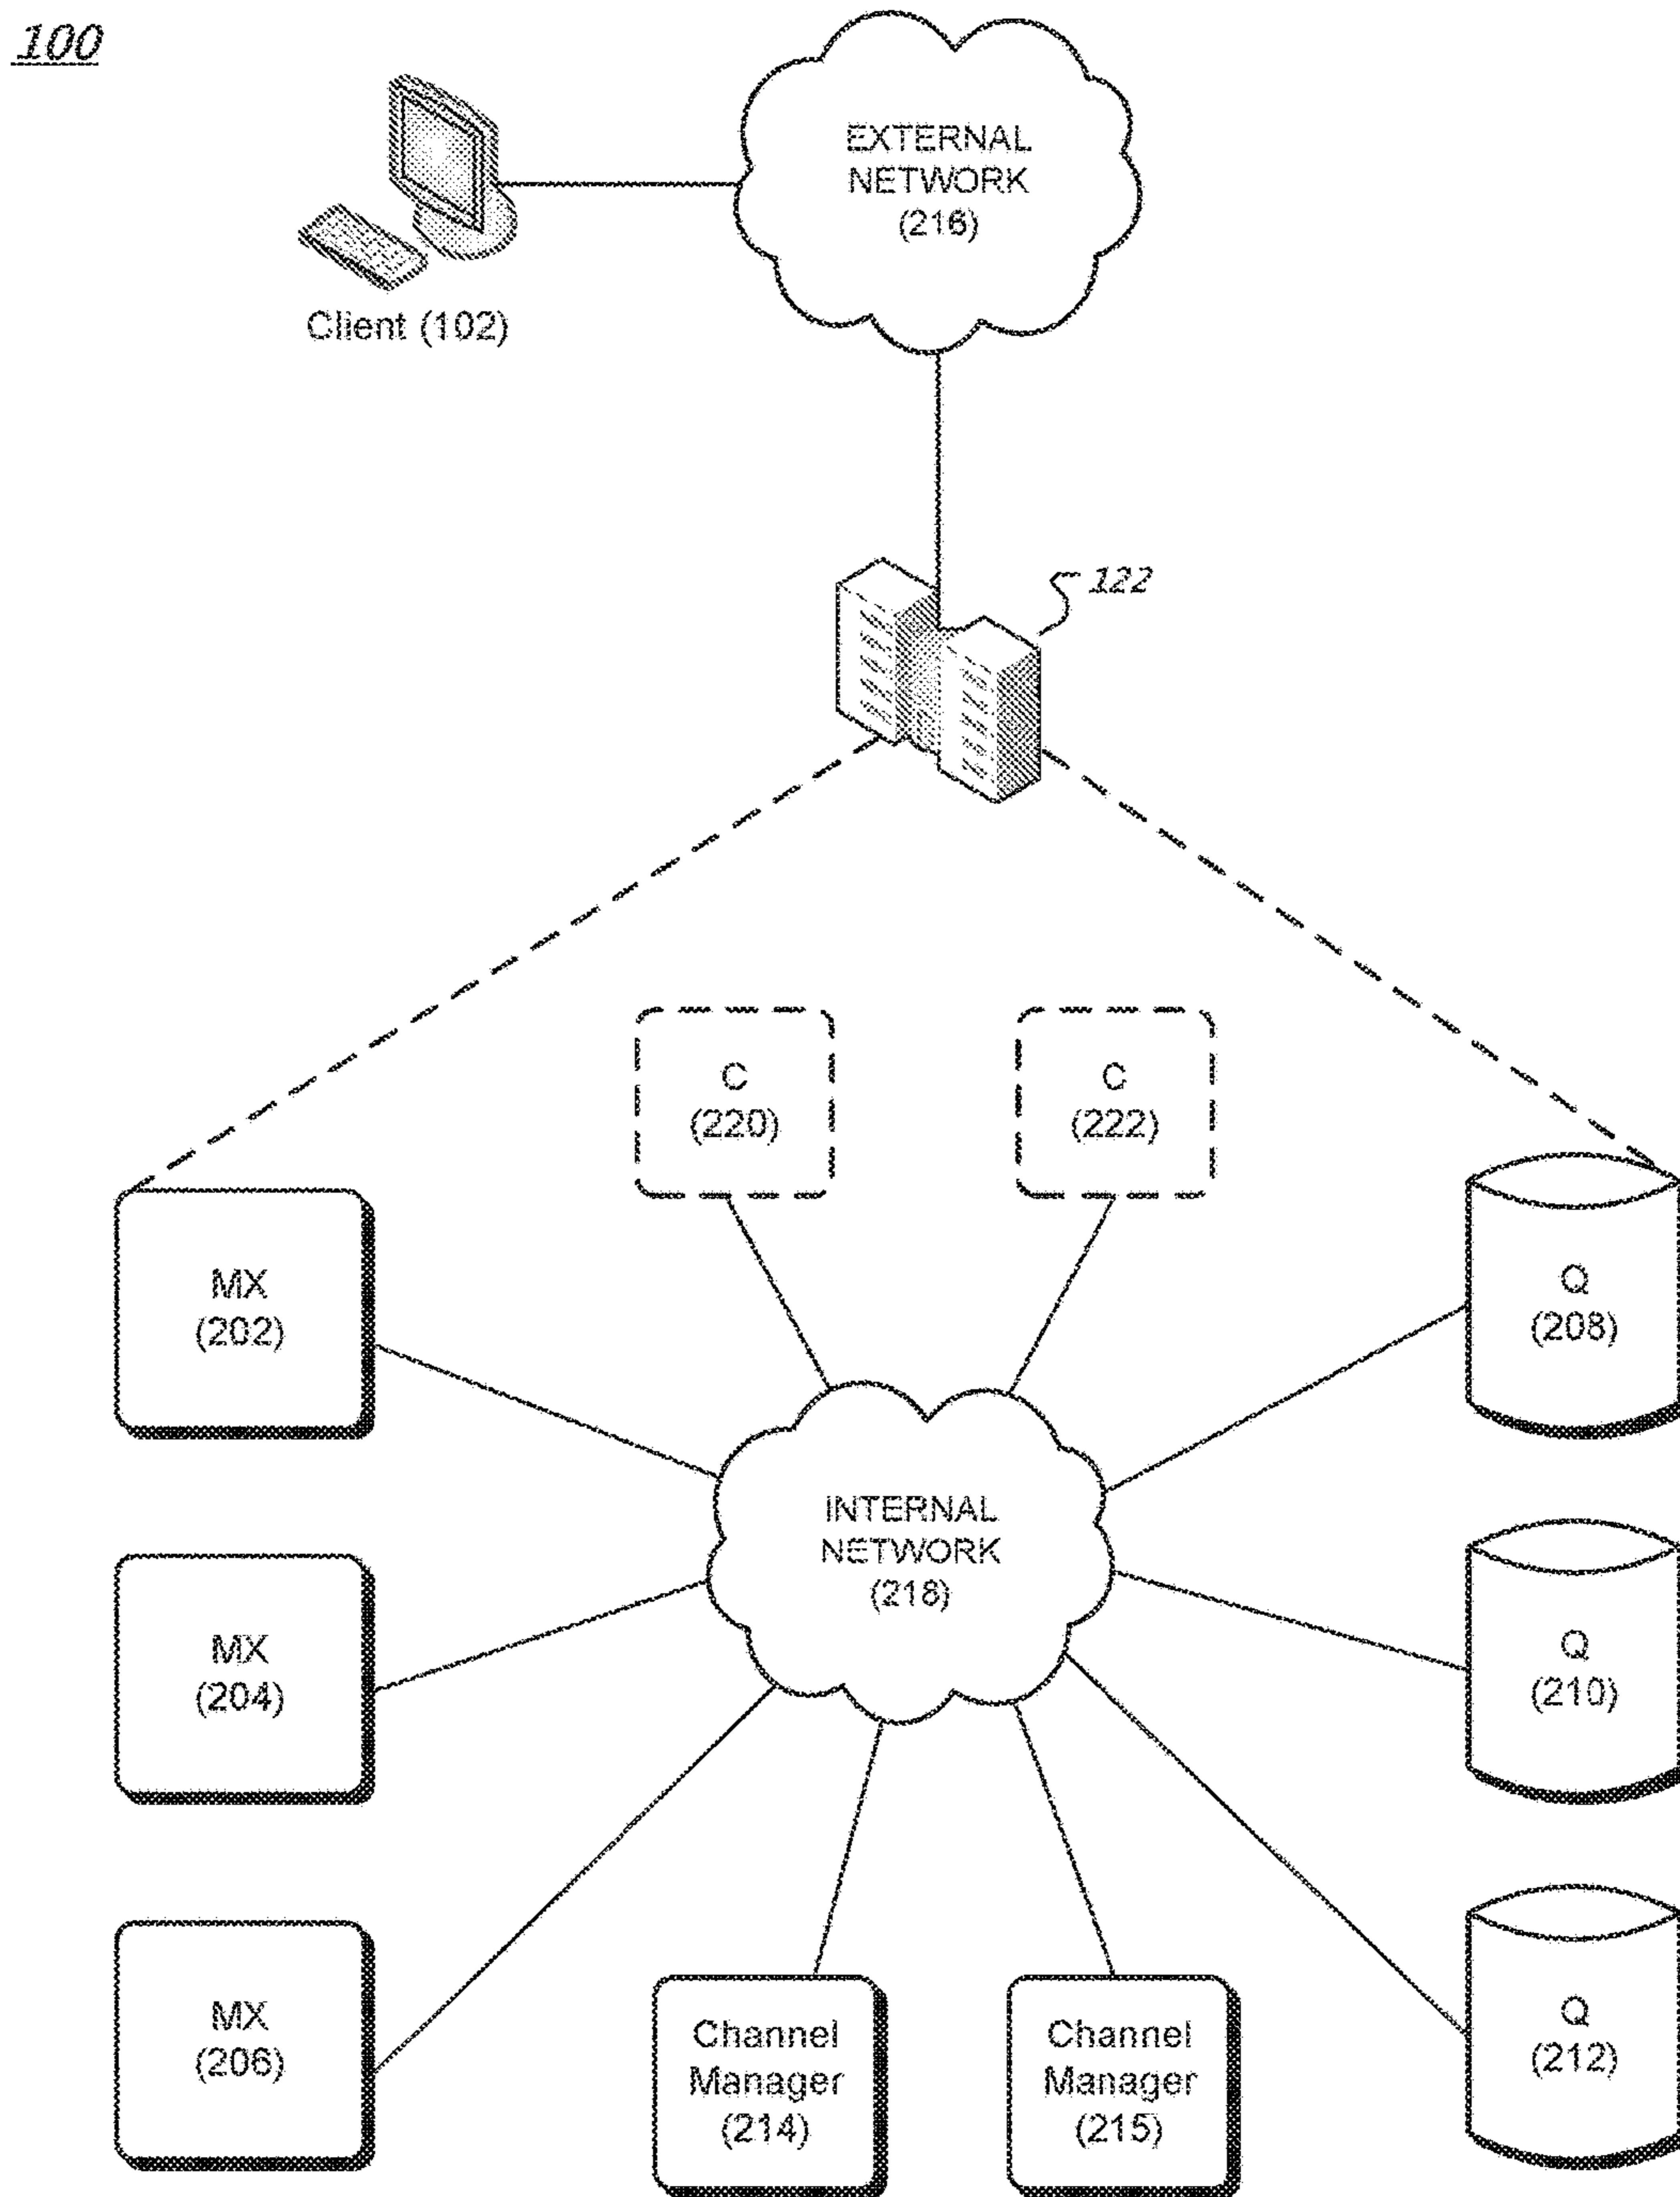 100
EXTERNAL
NETWORK
(216)
Client (102)
122
C
(220)
C
(222)
MX
(202)
Q
(208)
INTERNAL
NETWORK
(218)
MX
(204)
Q
(210)
MX
(206)
Channel
Manager
(214)
Channel
Manager
(215)
Q
(212)